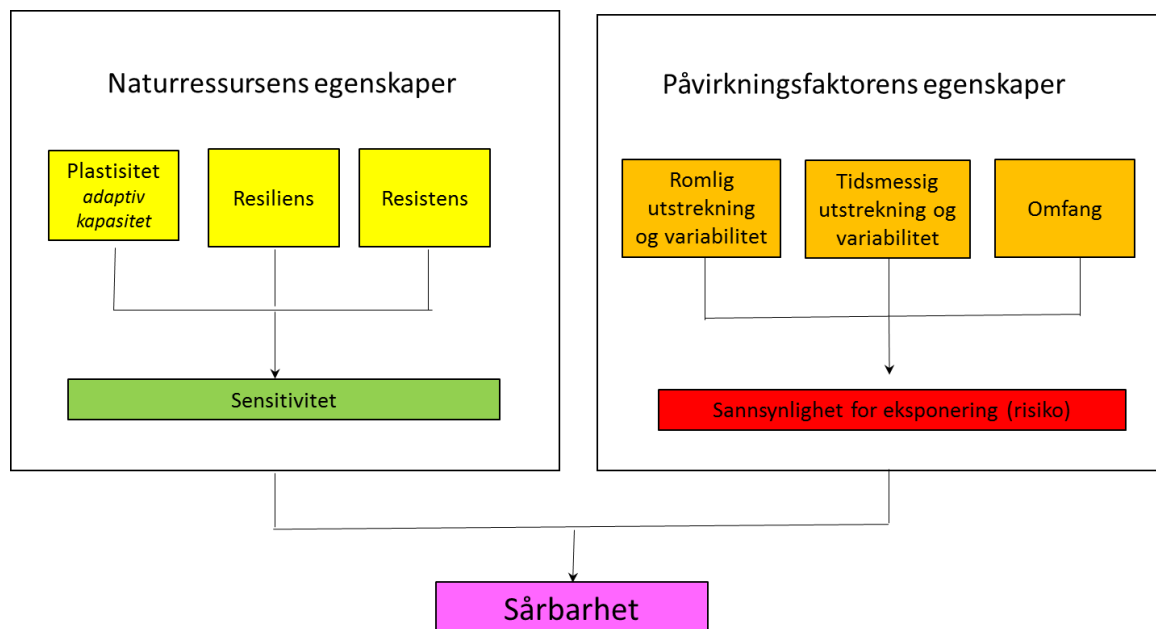 Naturressursens egenskaper
Plastisitet
adaptiv
kapasitet
Resiliens
Resistens
Sensitivitet
Påvirkningsfaktorens egenskaper
Romlig
utstrekning
og variabilitet
Tidsmessig
utstrekning og
variabilitet
Omfang
Sannsynlighet for eksponering (risiko)
Sårbarhet